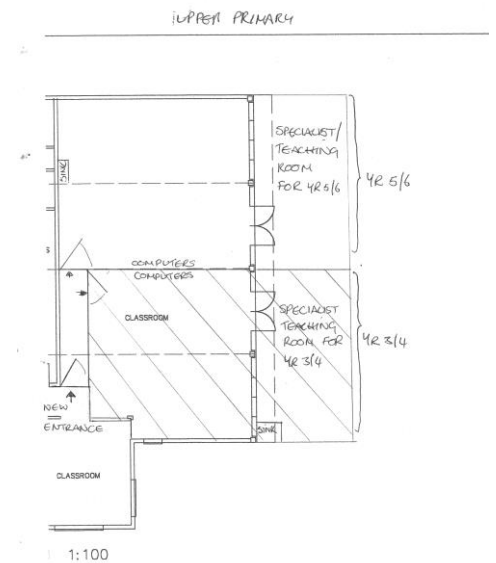 UPPER PRIMARY
SPECIALIST/
TEACHING
ROOM
FOR YR 5/6
YR 5/6
SINK
COMPUTERS
COMPUTERS
CLASSROOM
SPECIALIST
TEACHING
ROOM FOR
YR 3/4
YR 3/4
NEW
ENTRANCE
SINK
CLASSROOM
1:100